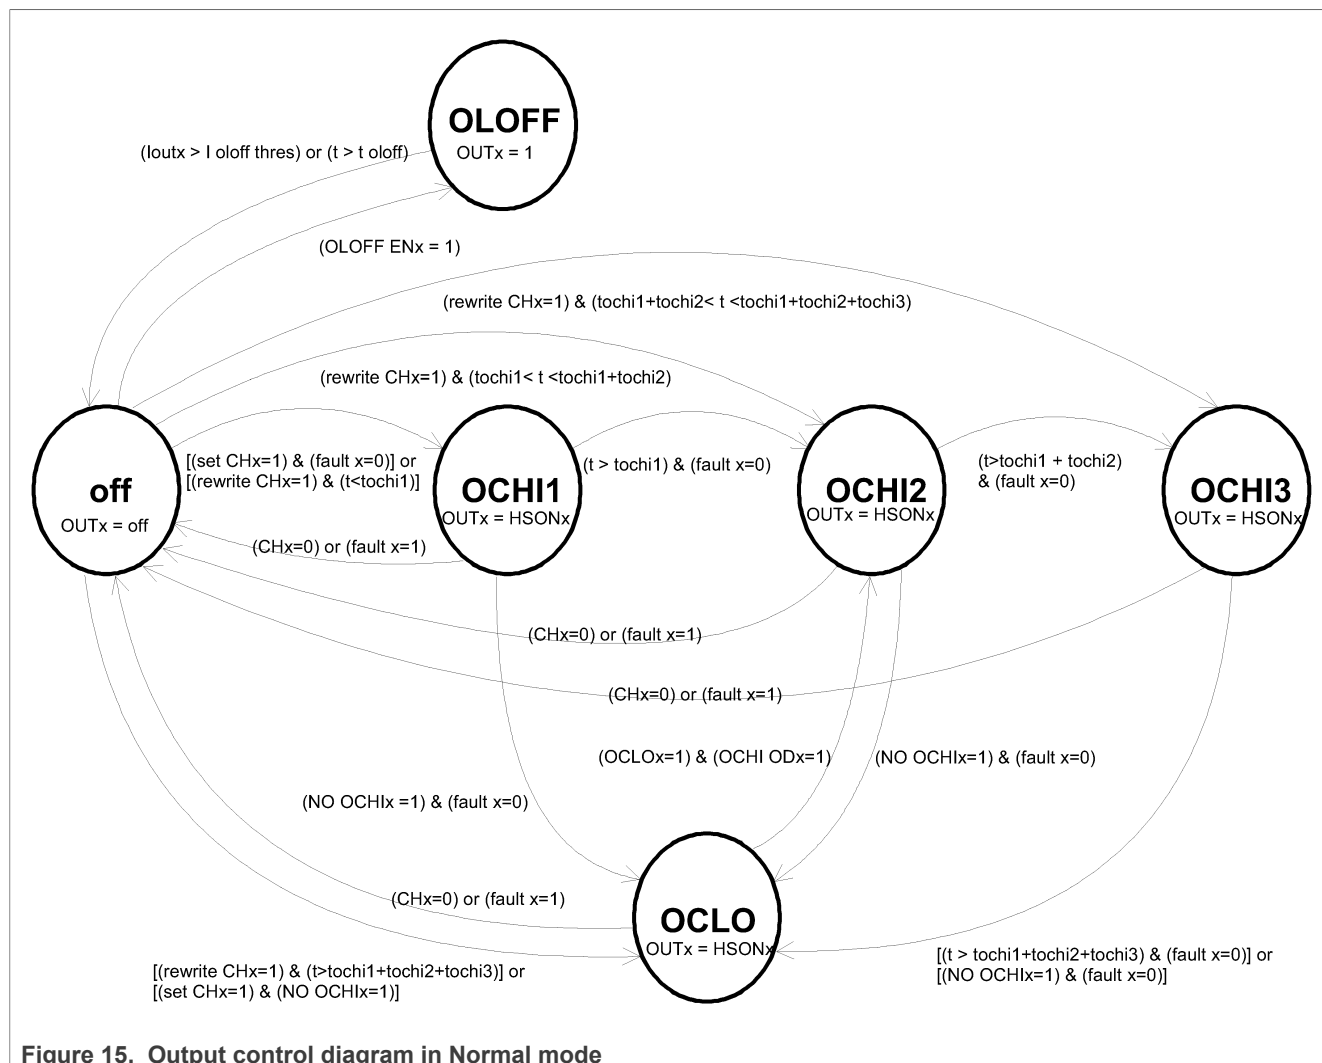 OLOFF
OUTx = 1
(Ioutx > I oloff thres) or (t > t oloff)
(OLOFF ENx = 1)
(rewrite CHx=1) & (tochi1+tochi2< t <tochi1+tochi2+tochi3)
(rewrite CHx=1) & (tochi1< t <tochi1+tochi2)
off
OUTx = off
[(set CHx=1) & (fault x=0)] or
[(rewrite CHx=1) & (t<tochi1)]
OCHI1
OUTx = HSONx
(t > tochi1) & (fault x=0)
OCHI2
OUTx = HSONx
(t>tochi1 + tochi2)
& (fault x=0)
OCHI3
OUTx = HSONx
(CHx=0) or (fault x=1)
(CHx=0) or (fault x=1)
(CHx=0) or (fault x=1)
(OCLOx=1) & (OCHI ODx=1)
(NO OCHIx=1) & (fault x=0)
(NO OCHIx =1) & (fault x=0)
(CHx=0) or (fault x=1)
OCLO
OUTx = HSONx
[(rewrite CHx=1) & (t>tochi1+tochi2+tochi3)] or
[(set CHx=1) & (NO OCHIx=1)]
[(t > tochi1+tochi2+tochi3) & (fault x=0)] or
[(NO OCHIx=1) & (fault x=0)]
Figure 15. Output control diagram in Normal mode